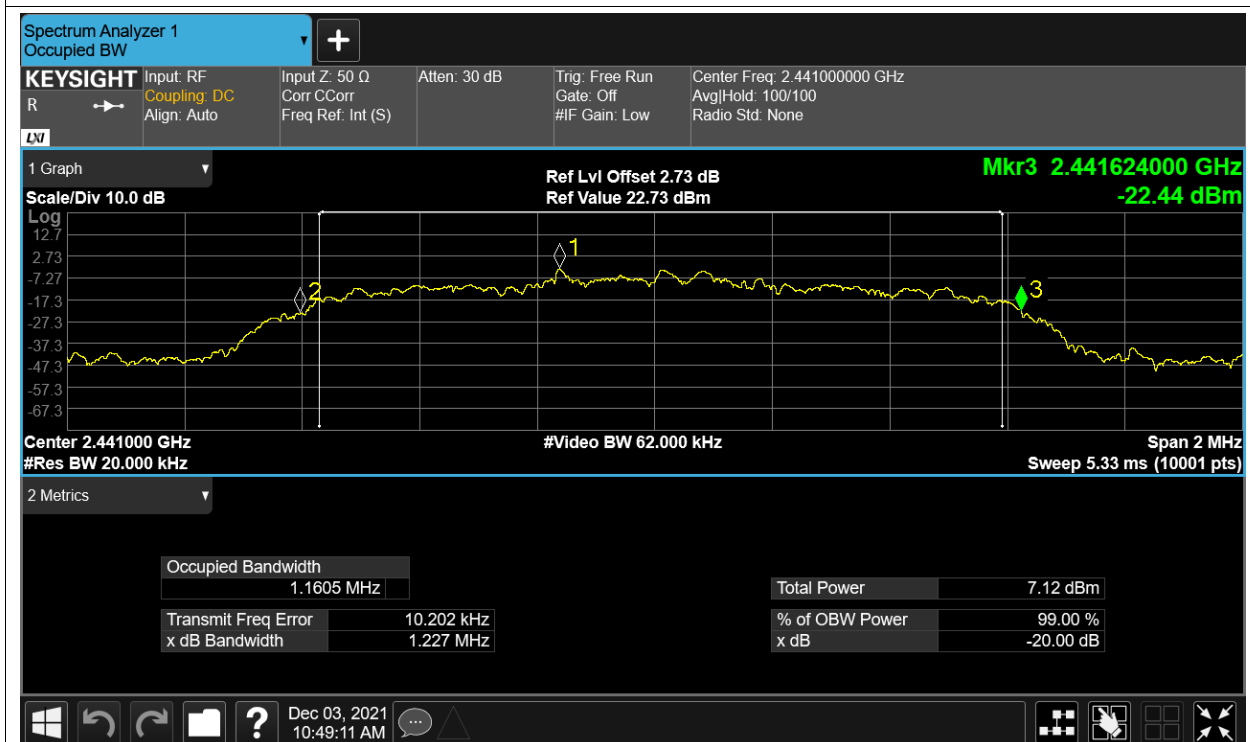 Spectrum Analyzer 1
Occupied BW
KEYSIGHT
R
LXI
Input: RF
Coupling: DC
Align: Auto
Input Z: 50 Ω
Corr CCorr
Freq Ref: Int (S)
Atten: 30 dB
Trig: Free Run
Gate: Off
#IF Gain: Low
Center Freq: 2.441000000 GHz
Avg|Hold: 100/100
Radio Std: None
1 Graph
Scale/Div 10.0 dB
Ref Lvl Offset 2.73 dB
Ref Value 22.73 dBm
Mkr3 2.441624000 GHz
-22.44 dBm
Log
12.7
2.73
-7.27
-17.3
-27.3
-37.3
-47.3
-57.3
-67.3
1
2
3
Center 2.441000 GHz
#Res BW 20.000 kHz
#Video BW 62.000 kHz
Span 2 MHz
Sweep 5.33 ms (10001 pts)
2 Metrics
Occupied Bandwidth
1.1605 MHz
Transmit Freq Error 10.202 kHz
x dB Bandwidth 1.227 MHz
Total Power 7.12 dBm
% of OBW Power 99.00 %
x dB -20.00 dB
?
Dec 03, 2021
10:49:11 AM